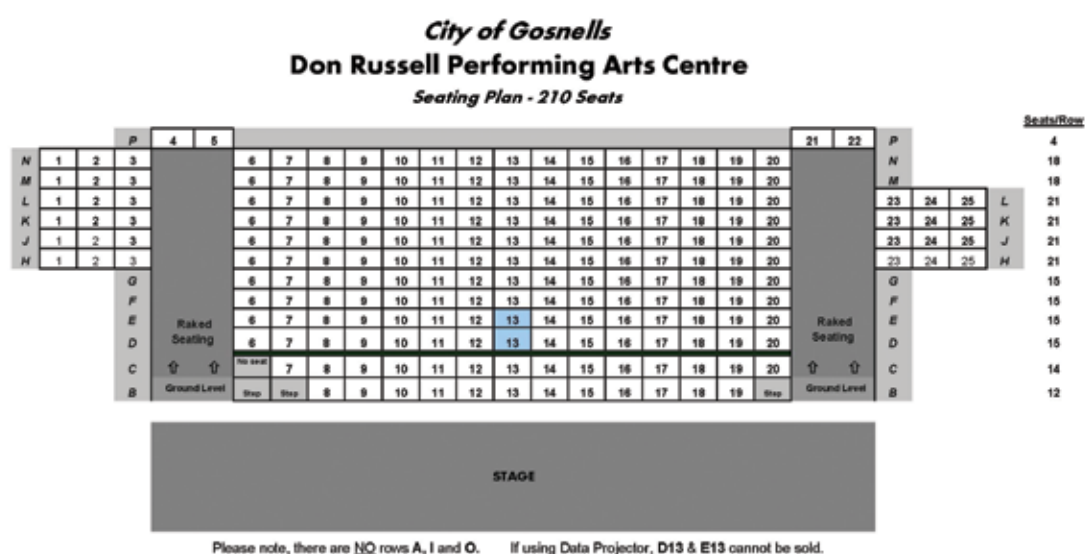 City of Gosnells
Don Russell Performing Arts Centre
Seating Plan - 210 Seats
Seats/Row
P 4 5 21 22 P 4
N 1 2 3 6 7 8 9 10 11 12 13 14 15 16 17 18 19 20 N 18
M 1 2 3 6 7 8 9 10 11 12 13 14 15 16 17 18 19 20 M 18
L 1 2 3 6 7 8 9 10 11 12 13 14 15 16 17 18 19 20 23 24 25 L 21
K 1 2 3 6 7 8 9 10 11 12 13 14 15 16 17 18 19 20 23 24 25 K 21
J 1 2 3 6 7 8 9 10 11 12 13 14 15 16 17 18 19 20 23 24 25 J 21
H 1 2 3 6 7 8 9 10 11 12 13 14 15 16 17 18 19 20 23 24 25 H 21
G 6 7 8 9 10 11 12 13 14 15 16 17 18 19 20 G 15
F 6 7 8 9 10 11 12 13 14 15 16 17 18 19 20 F 15
E Raked 6 7 8 9 10 11 12 13 14 15 16 17 18 19 20 Raked E 15
D Seating 6 7 8 9 10 11 12 13 14 15 16 17 18 19 20 Seating D 15
C No seat 7 8 9 10 11 12 13 14 15 16 17 18 19 20 C 14
B Ground Level Step Step 8 9 10 11 12 13 14 15 16 17 18 19 Step Ground Level B 12
STAGE
Please note, there are NO rows A, I and O. If using Data Projector, D13 & E13 cannot be sold.